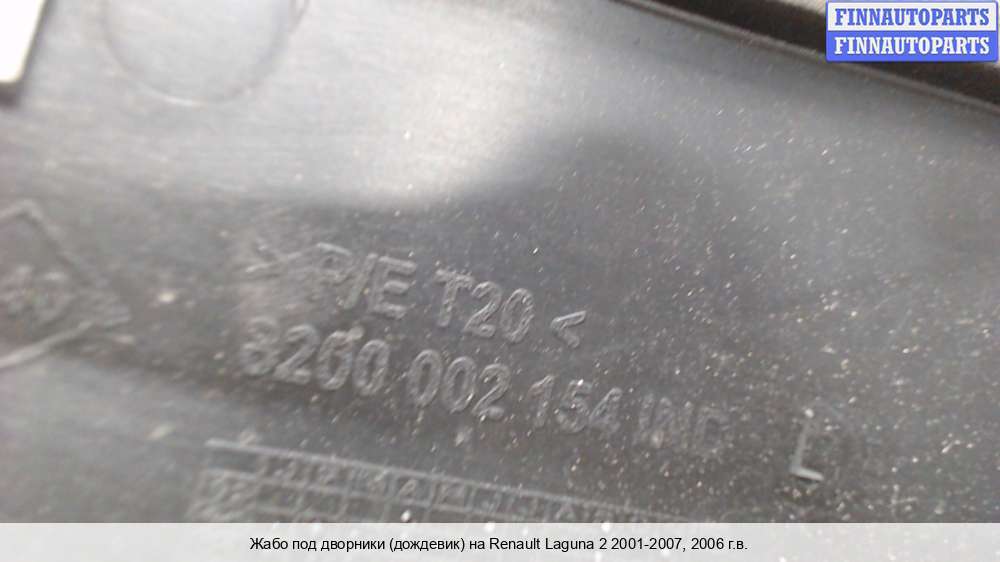 FINNAUTOPARTS
FINNAUTOPARTS
>P/E T20<
8200 002 154 IND
Жабо под дворники (дождевик) на Renault Laguna 2 2001-2007, 2006 г.в.